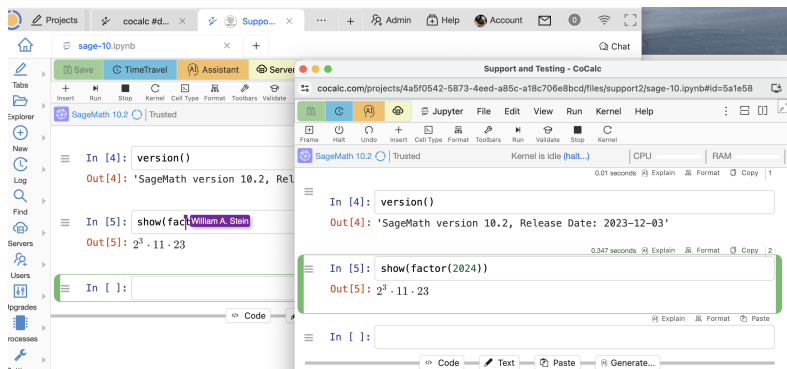 Projects
cocalc #d...
Suppo...
Admin
Help
Account
0
sage-10.ipynb
Chat
Tabs
Explorer
New
Log
Find
Servers
Users
Upgrades
Processes
Save
TimeTravel
Assistant
Server
Insert Run Stop Kernel Cell Type Format Toolbars Validate
SageMath 10.2 Trusted
In [4]: version()
Out[4]: 'SageMath version 10.2, Rel
In [5]: show(fact
William A. Stein
Out[5]: 2³ · 11 · 23
In [ ]:
Code
Support and Testing - CoCalc
cocalc.com/projects/4a5f0542-5873-4eed-a85c-a18c706e8bcd/files/support2/sage-10.ipynb#id=5a1e58
Jupyter File Edit View Run Kernel Help
Frame Halt Undo Insert Cell Type Format Toolbars Run Validate Stop Kernel
SageMath 10.2 Trusted Kernel is idle (halt...) CPU RAM
0.01 seconds Explain Format Copy 1
In [4]: version()
Out[4]: 'SageMath version 10.2, Release Date: 2023-12-03'
0.347 seconds Explain Format Copy 2
In [5]: show(factor(2024))
Out[5]: 2³ · 11 · 23
Explain Format Paste
In [ ]:
Code Text Paste Generate...